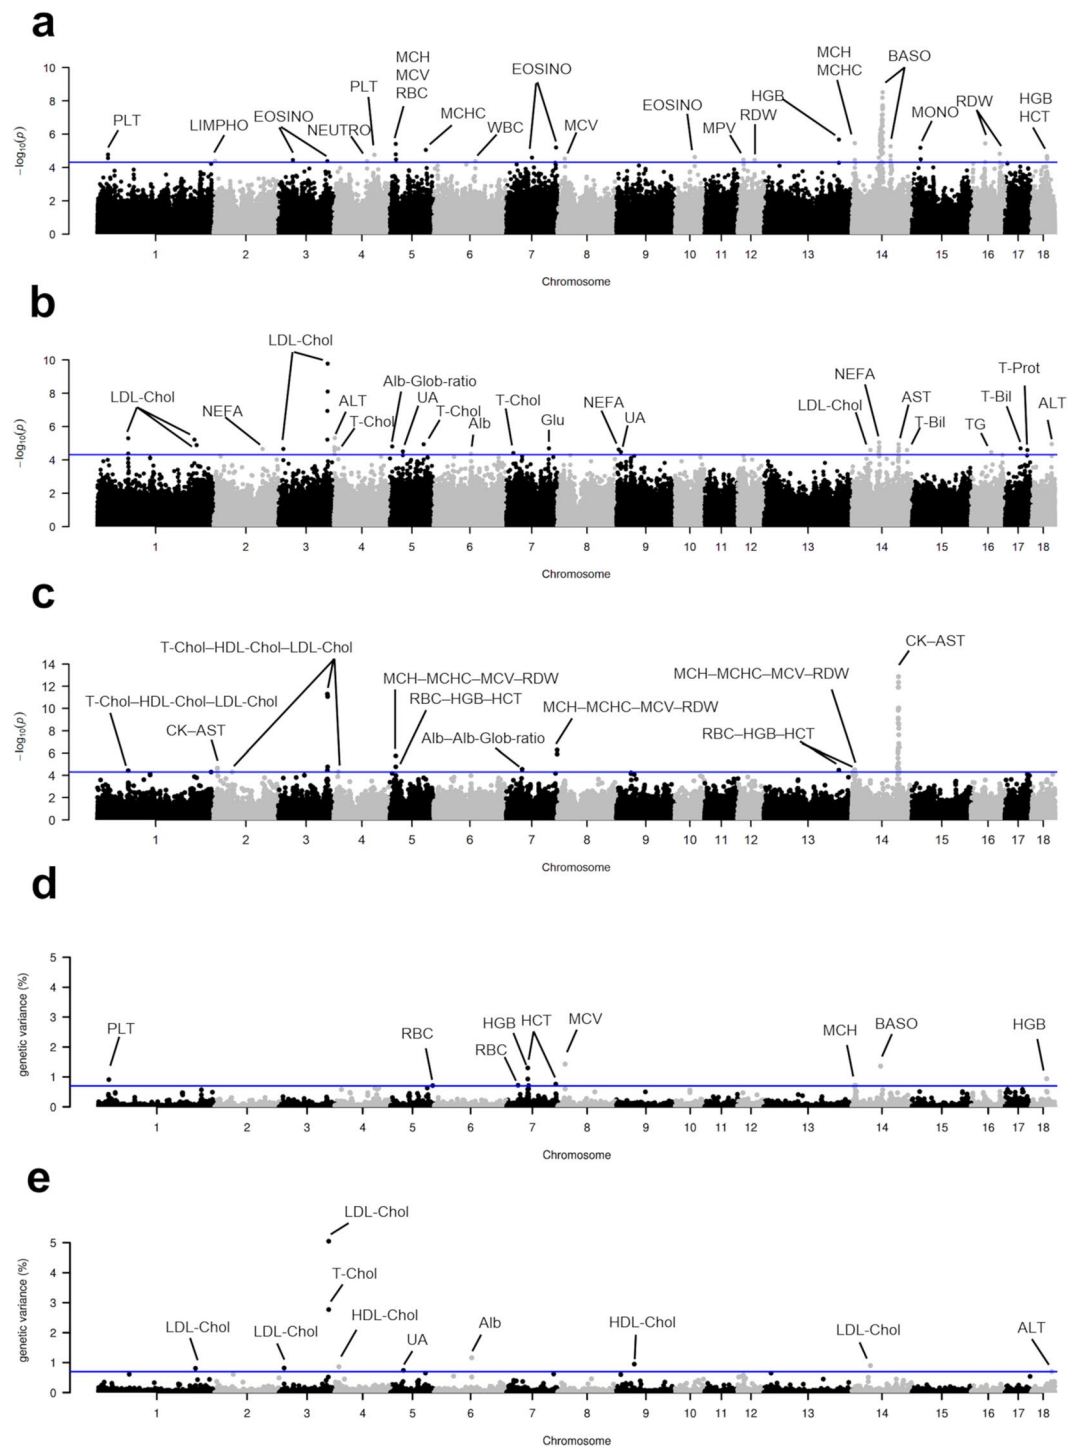 a
MCH
MCV
RBC
MCH
MCHC
BASO
EOSINO
PLT
HGB
RDW
HGB
HCT
PLT
LIMPHO
EOSINO
NEUTRO
MCHC
WBC
MCV
EOSINO
MPV
RDW
MONO
−log10(p)
10
8
6
4
2
0
1 2 3 4 5 6 7 8 9 10 11 12 13 14 15 16 17 18
Chromosome
b
LDL-Chol
LDL-Chol
NEFA
ALT
T-Chol
Alb-Glob-ratio
UA
T-Chol
Alb
T-Chol
Glu
NEFA
UA
NEFA
LDL-Chol
AST
T-Bil
TG
T-Bil
T-Prot
ALT
−log10(p)
10
8
6
4
2
0
1 2 3 4 5 6 7 8 9 10 11 12 13 14 15 16 17 18
Chromosome
c
T-Chol–HDL-Chol–LDL-Chol
T-Chol–HDL-Chol–LDL-Chol
CK–AST
MCH–MCHC–MCV–RDW
RBC–HGB–HCT
Alb–Alb-Glob-ratio
MCH–MCHC–MCV–RDW
MCH–MCHC–MCV–RDW
RBC–HGB–HCT
CK–AST
−log10(p)
14
12
10
8
6
4
2
0
1 2 3 4 5 6 7 8 9 10 11 12 13 14 15 16 17 18
Chromosome
d
PLT
RBC
RBC
HGB
HCT
MCV
MCH
BASO
HGB
genetic variance (%)
5
4
3
2
1
0
1 2 3 4 5 6 7 8 9 10 11 12 13 14 15 16 17 18
Chromosome
e
LDL-Chol
T-Chol
LDL-Chol
LDL-Chol
HDL-Chol
UA
Alb
HDL-Chol
LDL-Chol
ALT
genetic variance (%)
5
4
3
2
1
0
1 2 3 4 5 6 7 8 9 10 11 12 13 14 15 16 17 18
Chromosome